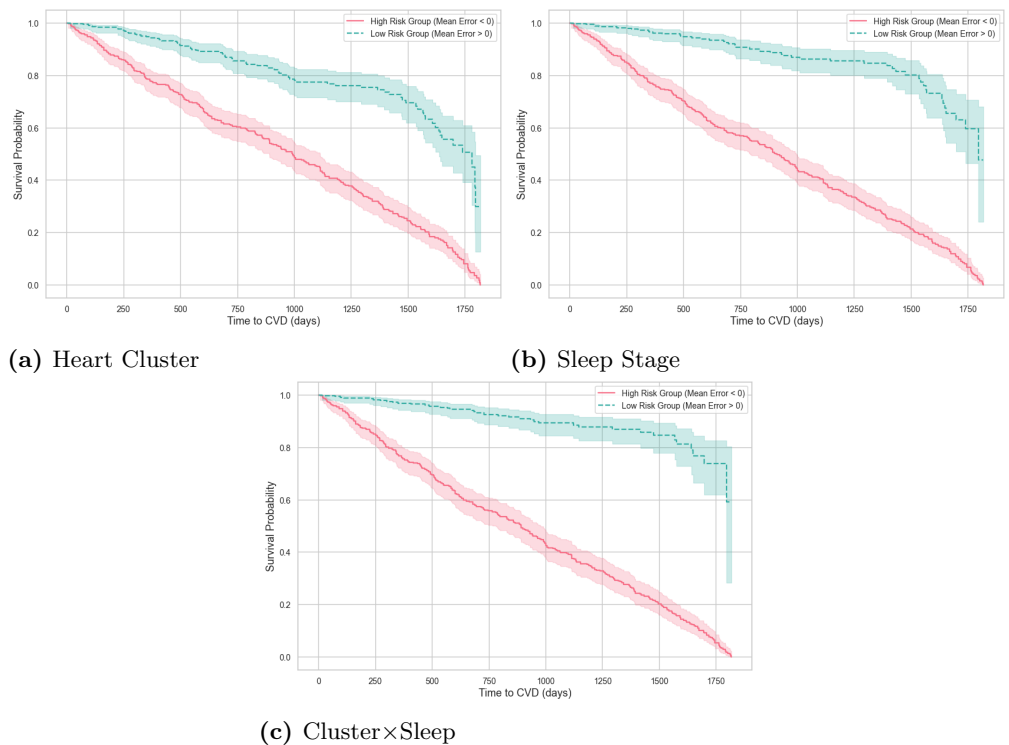 High Risk Group (Mean Error < 0)
Low Risk Group (Mean Error > 0)
Survival Probability
1.0
0.8
0.6
0.4
0.2
0.0
0 250 500 750 1000 1250 1500 1750
Time to CVD (days)
(a) Heart Cluster
High Risk Group (Mean Error < 0)
Low Risk Group (Mean Error > 0)
Survival Probability
1.0
0.8
0.6
0.4
0.2
0.0
0 250 500 750 1000 1250 1500 1750
Time to CVD (days)
(b) Sleep Stage
High Risk Group (Mean Error < 0)
Low Risk Group (Mean Error > 0)
Survival Probability
1.0
0.8
0.6
0.4
0.2
0.0
0 250 500 750 1000 1250 1500 1750
Time to CVD (days)
(c) Cluster×Sleep